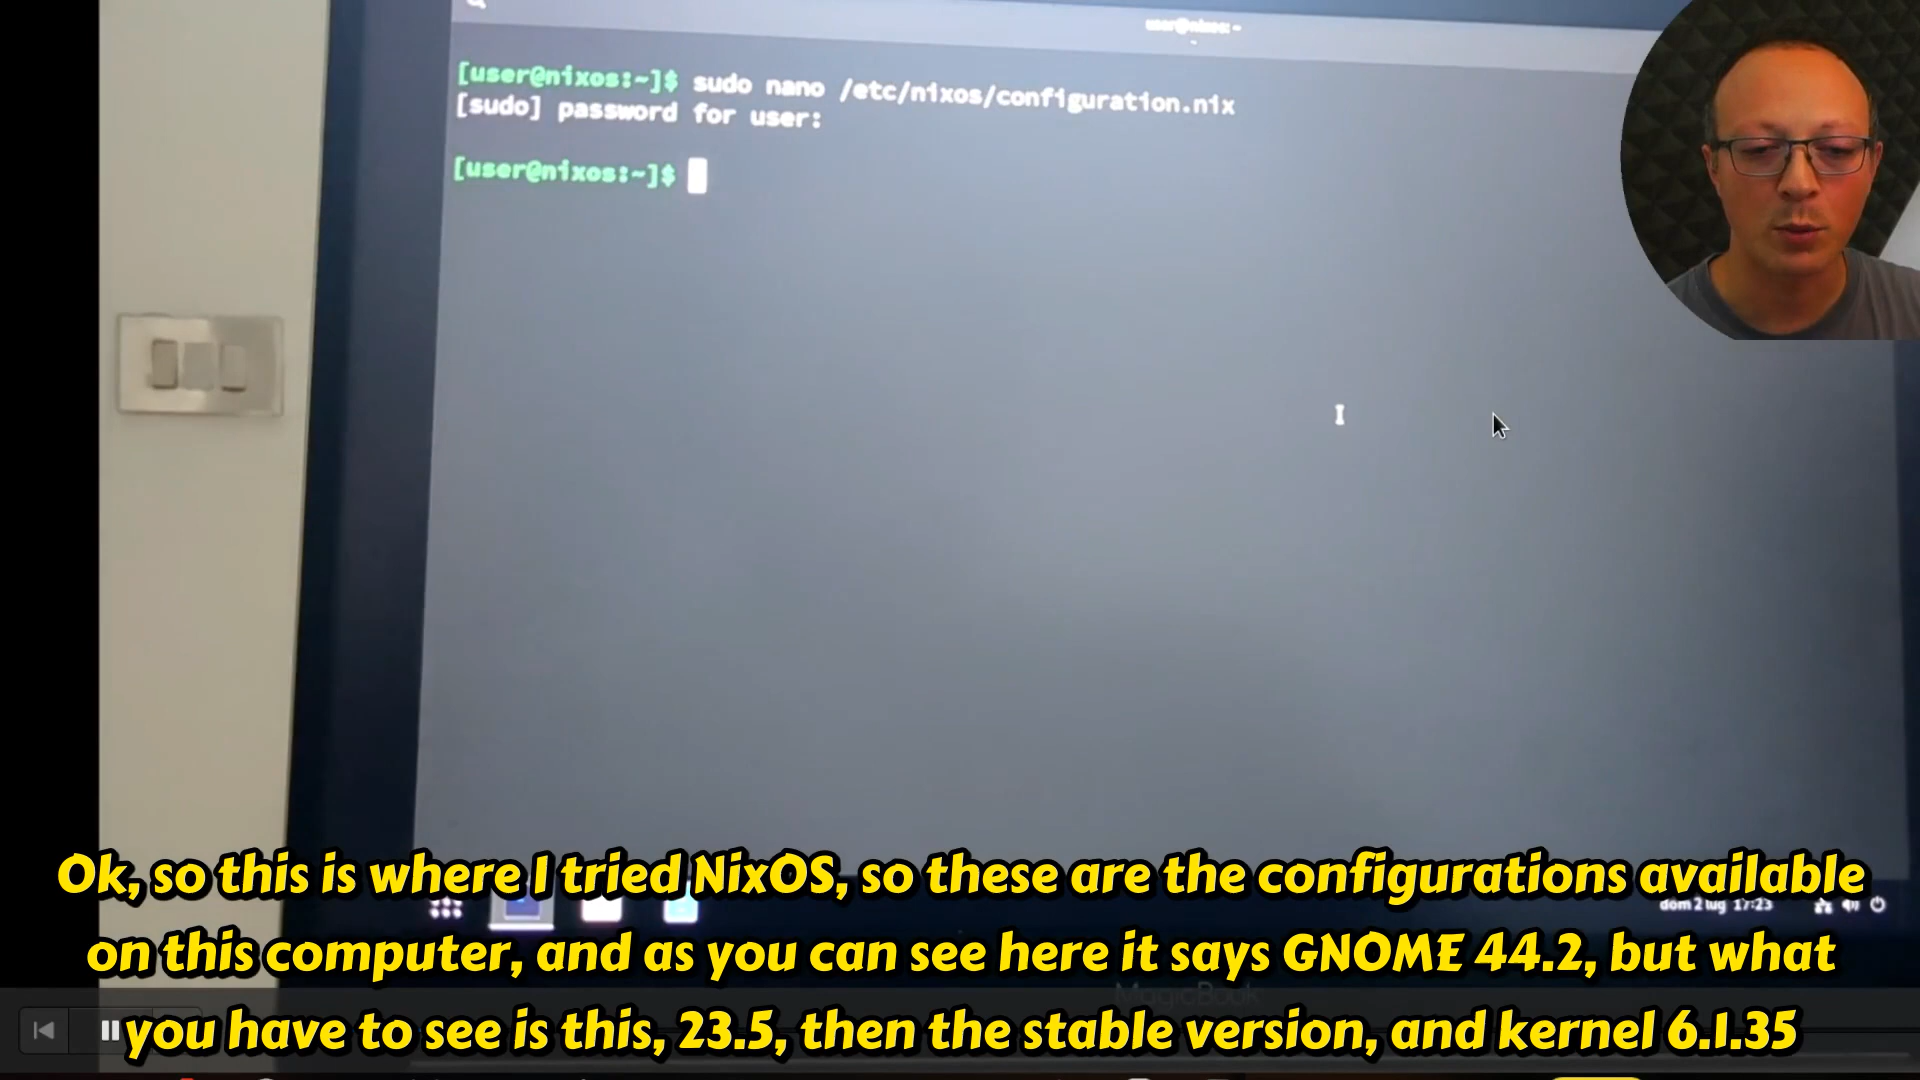 user@nixos:~
[user@nixos:~]$ sudo nano /etc/nixos/configuration.nix
[sudo] password for user:
[user@nixos:~]$
Ok, so this is where I tried NixOS, so these are the configurations available
dom 2 lug 17:23
on this computer, and as you can see here it says GNOME 44.2, but what
MagicBook
you have to see is this, 23.5, then the stable version, and kernel 6.1.35